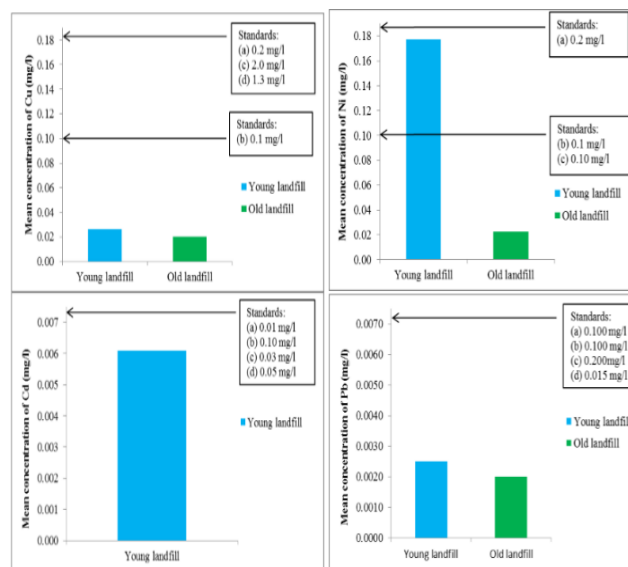 Mean concentration of Cu (mg/l)
0.18
0.16
0.14
0.12
0.10
0.08
0.06
0.04
0.02
0.00
Standards:
(a) 0.2 mg/l
(c) 2.0 mg/l
(d) 1.3 mg/l
Standards:
(b) 0.1 mg/l
Young landfill
Old landfill
Young landfill
Old landfill
Mean concentration of Ni (mg/l)
0.18
0.16
0.14
0.12
0.10
0.08
0.06
0.04
0.02
0.00
Standards:
(a) 0.2 mg/l
Standards:
(b) 0.1 mg/l
(c) 0.10 mg/l
Young landfill
Old landfill
Young landfill
Old landfill
Mean concentration of Cd (mg/l)
0.007
0.006
0.005
0.004
0.003
0.002
0.001
0.000
Standards:
(a) 0.01 mg/l
(b) 0.10 mg/l
(c) 0.03 mg/l
(d) 0.05 mg/l
Young landfill
Young landfill
Mean concentration of Pb (mg/l)
0.0070
0.0060
0.0050
0.0040
0.0030
0.0020
0.0010
0.0000
Standards:
(a) 0.100 mg/l
(b) 0.100 mg/l
(c) 0.200mg/l
(d) 0.015 mg/l
Young landfill
Old landfill
Young landfill
Old landfill